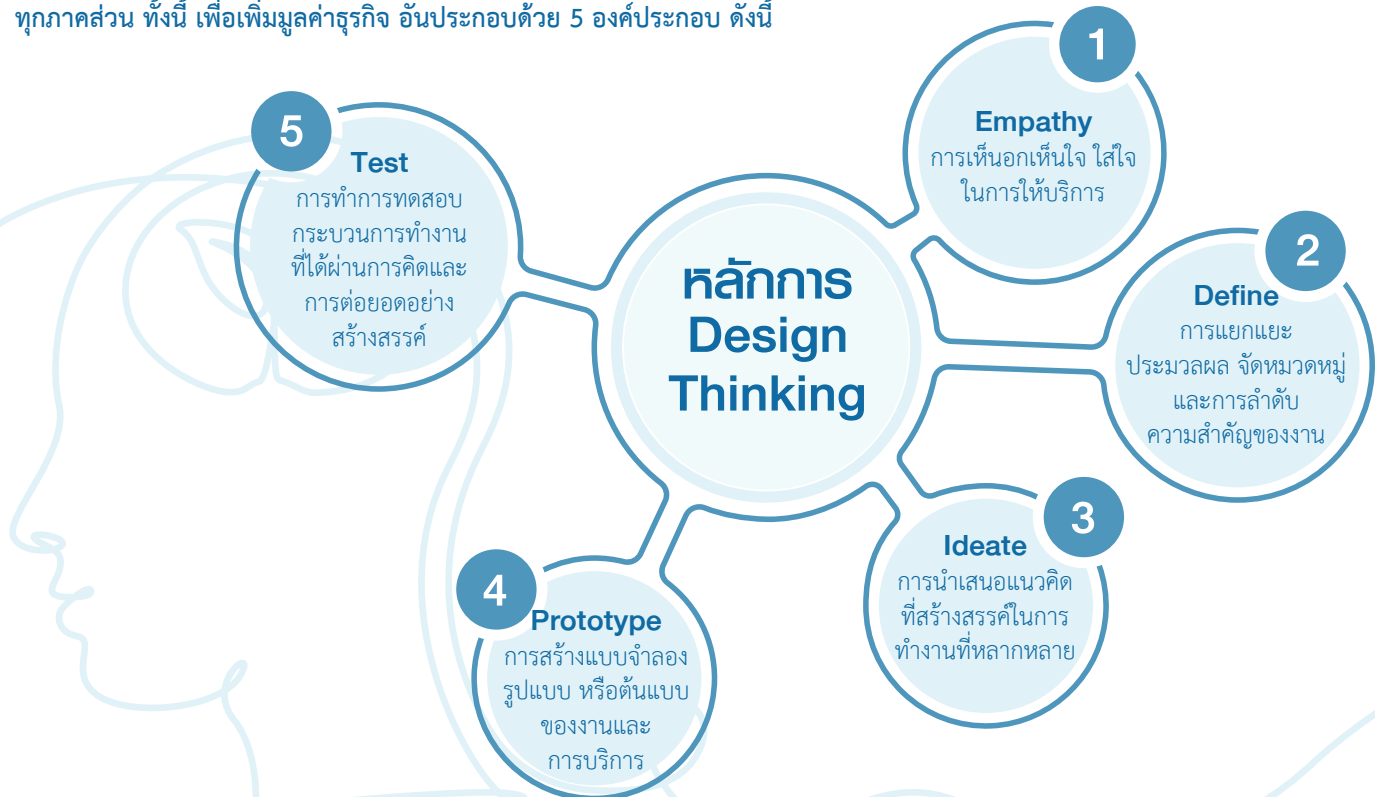 ทุกภาคส่วน ทั้งนี้ เพื่อเพิ่มมูลค่าธุรกิจ อันประกอบด้วย 5 องค์ประกอบ ดังนี้
หลักการ
Design
Thinking
1
Empathy
การเห็นอกเห็นใจ ใส่ใจ
ในการให้บริการ
2
Define
การแยกแยะ
ประมวลผล จัดหมวดหมู่
และการลำดับ
ความสำคัญของงาน
3
Ideate
การนำเสนอแนวคิด
ที่สร้างสรรค์ในการ
ทำงานที่หลากหลาย
4
Prototype
การสร้างแบบจำลอง
รูปแบบ หรือต้นแบบ
ของงานและ
การบริการ
5
Test
การทำการทดสอบ
กระบวนการทำงาน
ที่ได้ผ่านการคิดและ
การต่อยอดอย่าง
สร้างสรรค์